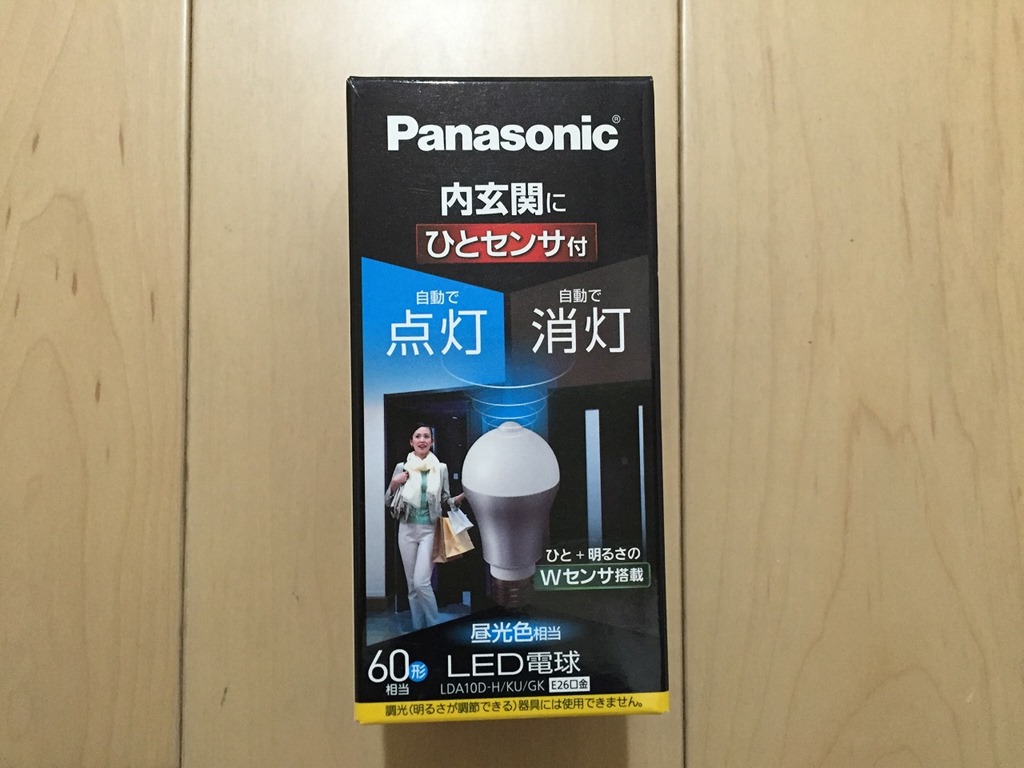 Panasonic®
内玄関に
ひとセンサ付
自動で
点灯
自動で
消灯
ひと+明るさの
Wセンサ搭載
昼光色相当
60形
相当
LED電球
LDA10D-H/KU/GK E26口金
調光(明るさが調節できる)器具には使用できません。